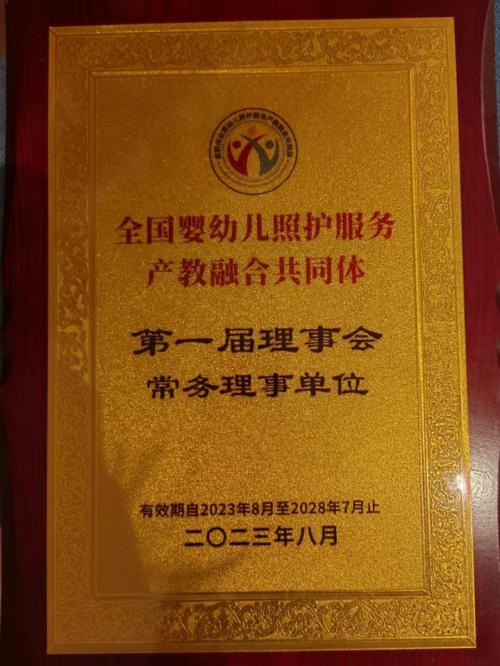 全国婴幼儿照护服务
产教融合共同体
第一届理事会
常务理事单位
有效期自2023年8月至2028年7月止
二〇二三年八月